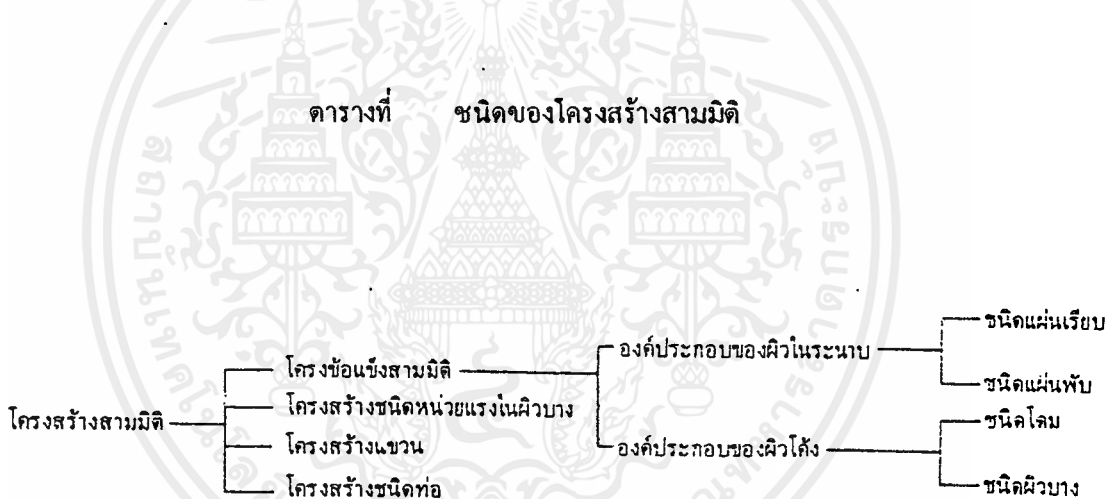 ตารางที่ ชนิดของโครงสร้างสามมิติ
โครงสร้างสามมิติ
โครงข้อแข็งสามมิติ
โครงสร้างชนิดหน่วยแรงในผิวบาง
โครงสร้างแขวน
โครงสร้างชนิดท่อ
องค์ประกอบของผิวในระนาบ
องค์ประกอบของผิวโค้ง
ชนิดแผ่นเรียบ
ชนิดแผ่นพับ
ชนิดโดม
ชนิดผิวบาง